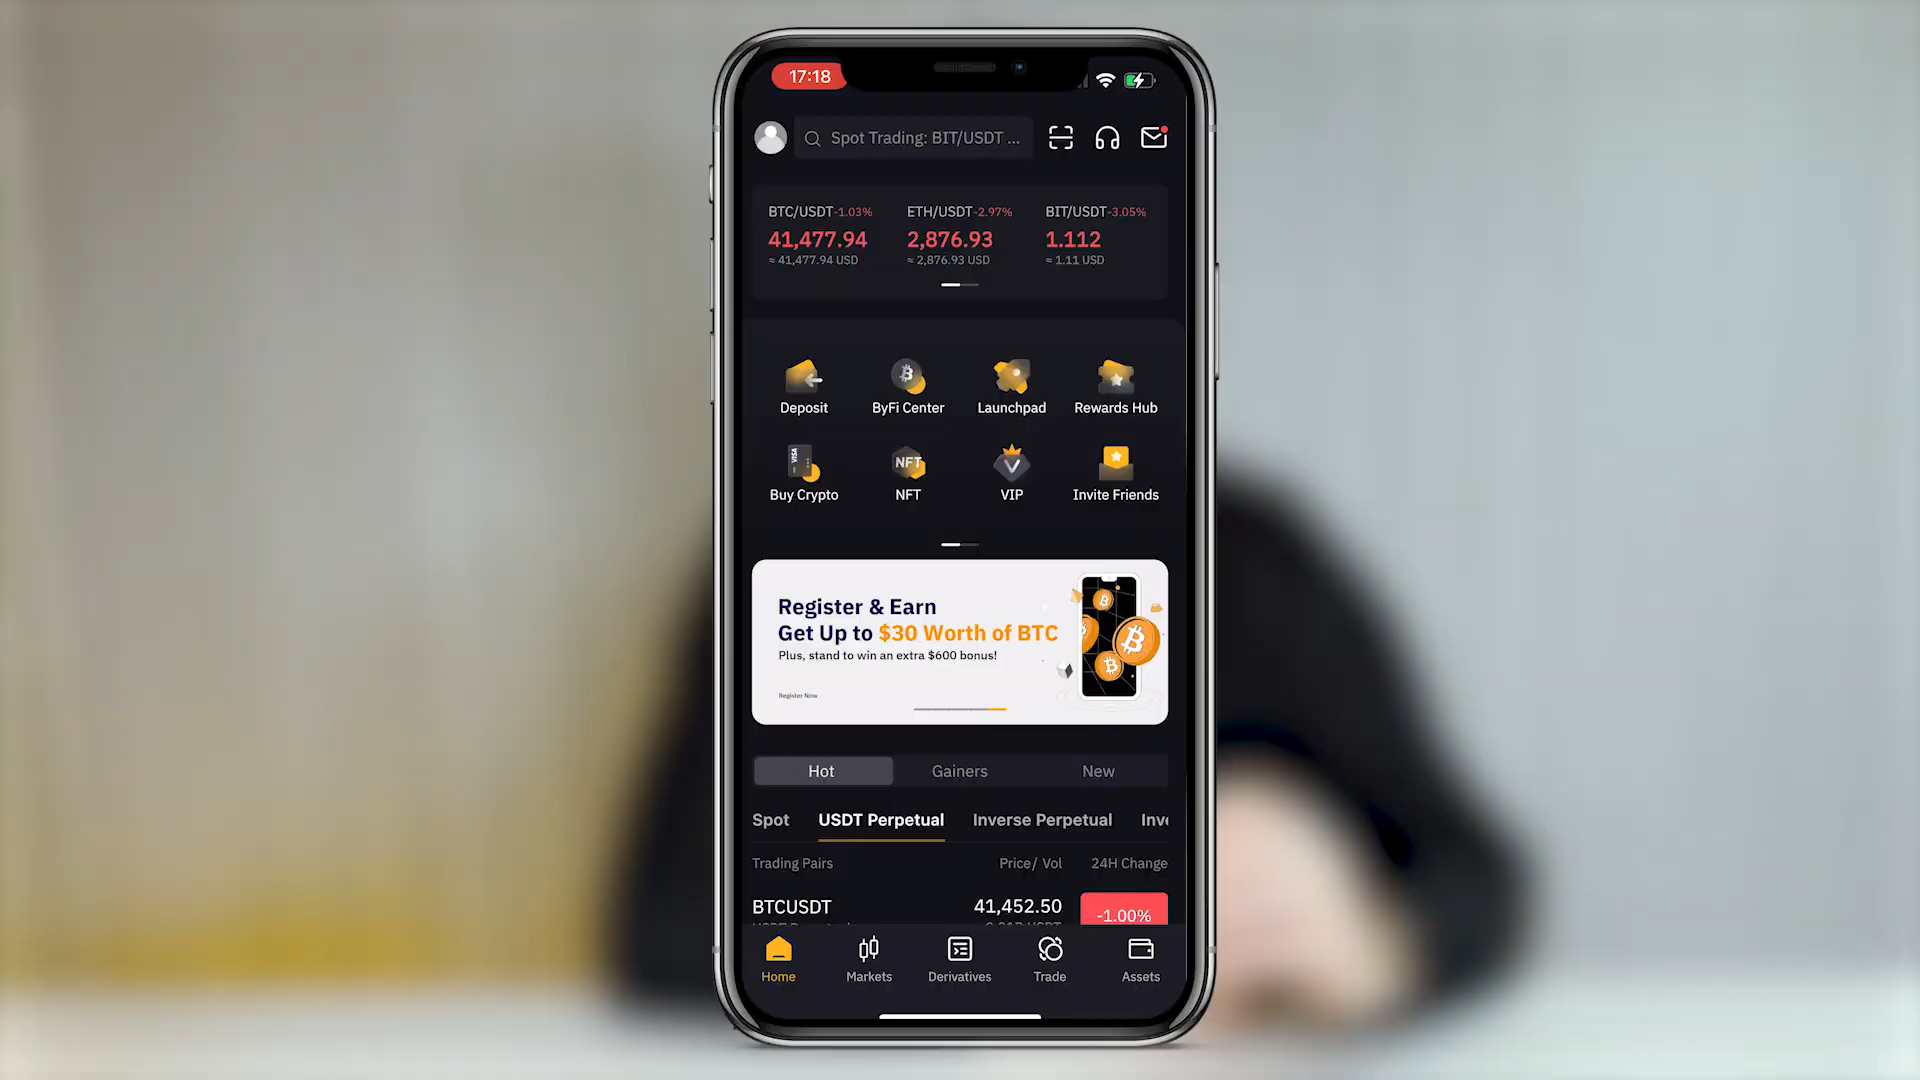 17:18
Spot Trading: BIT/USDT ...
BTC/USDT-1.03% ETH/USDT-2.97% BIT/USDT-3.05%
41,477.94 2,876.93 1.112
≈ 41,477.94 USD ≈ 2,876.93 USD ≈ 1.11 USD
Deposit ByFi Center Launchpad Rewards Hub
VISA NFT
Buy Crypto NFT VIP Invite Friends
Register & Earn
Get Up to $30 Worth of BTC
Plus, stand to win an extra $600 bonus!
Register Now
Hot Gainers New
Spot USDT Perpetual Inverse Perpetual Inve
Trading Pairs Price/ Vol 24H Change
BTCUSDT 41,452.50 -1.00%
Home Markets Derivatives Trade Assets